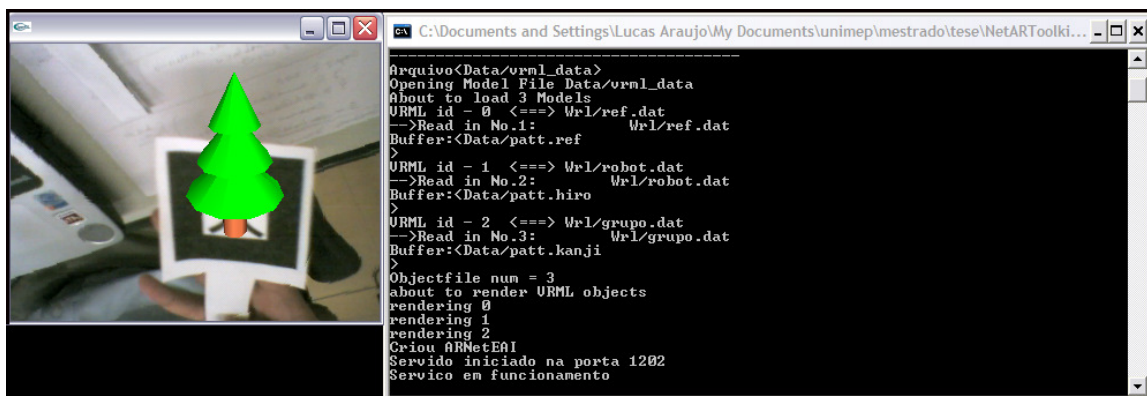 C:\Documents and Settings\Lucas Araujo\My Documents\unimep\mestrado\tese\NetARToolki...
----------------------------------------
Arquivo<Data/vrml_data>
Opening Model File Data/vrml_data
About to load 3 Models
VRML id - 0  <===> Wrl/ref.dat
-->Read in No.1:          Wrl/ref.dat
Buffer:<Data/patt.ref
>
VRML id - 1  <===> Wrl/robot.dat
-->Read in No.2:        Wrl/robot.dat
Buffer:<Data/patt.hiro
>
VRML id - 2  <===> Wrl/grupo.dat
-->Read in No.3:        Wrl/grupo.dat
Buffer:<Data/patt.kanji
>
Objectfile num = 3
about to render VRML objects
rendering 0
rendering 1
rendering 2
Criou ARNetEAI
Servido iniciado na porta 1202
Servico em funcionamento